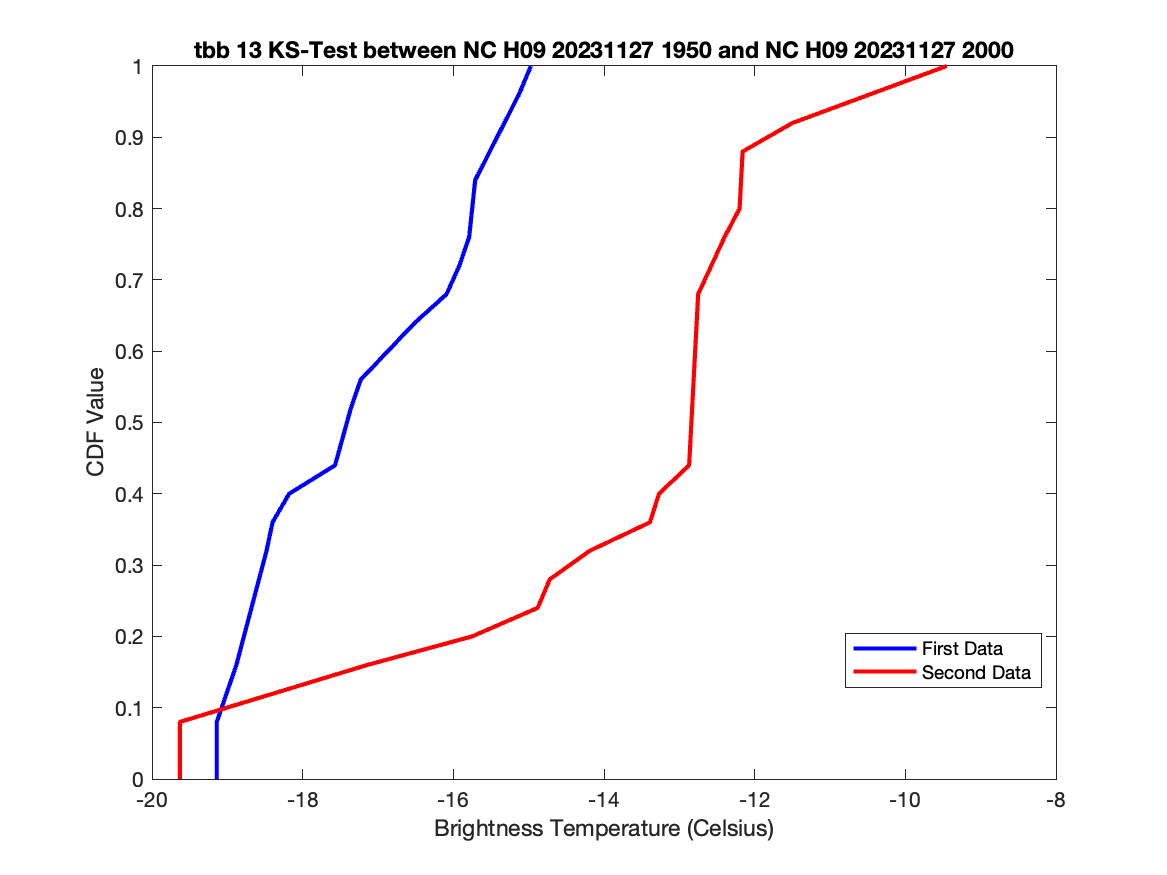 tbb 13 KS-Test between NC H09 20231127 1950 and NC H09 20231127 2000
1
0.9
0.8
0.7
0.6
0.5
0.4
0.3
0.2
0.1
0
CDF Value
First Data
Second Data
-20 -18 -16 -14 -12 -10 -8
Brightness Temperature (Celsius)